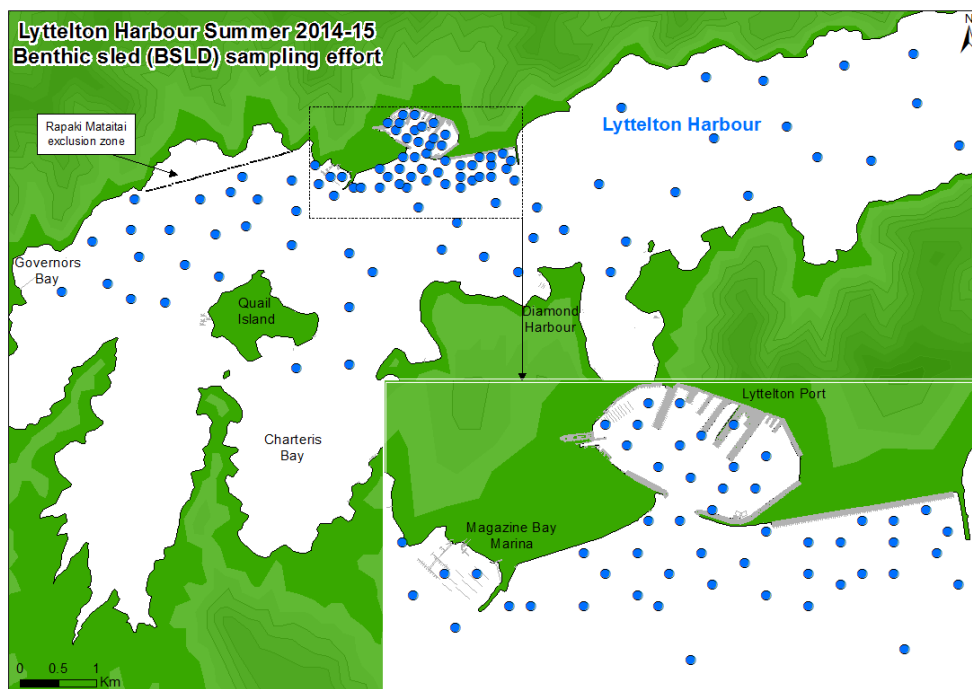 Lyttelton Harbour Summer 2014-15
Benthic sled (BSLD) sampling effort
N
Rapaki Mataitai
exclusion zone
Lyttelton Harbour
Governors
Bay
Quail
Island
Diamond
Harbour
Lyttelton Port
Charteris
Bay
Magazine Bay
Marina
0 0.5 1
Km